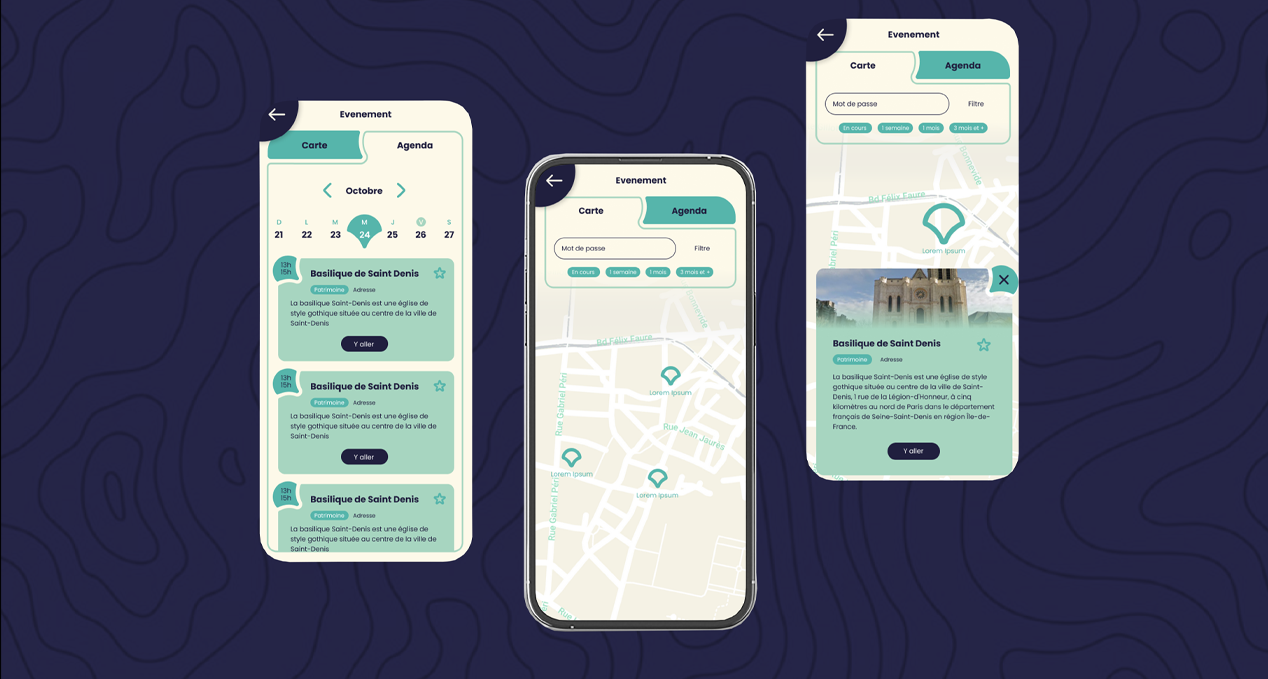 Evenement
Carte
Agenda
Octobre
D L M M J V S
21 22 23 24 25 26 27
13h
15h
Basilique de Saint Denis
Patrimoine Adresse
La basilique Saint-Denis est une église de
style gothique située au centre de la ville de
Saint-Denis
Y aller
13h
15h
Basilique de Saint Denis
Patrimoine Adresse
La basilique Saint-Denis est une église de
style gothique située au centre de la ville de
Saint-Denis
Y aller
13h
15h
Basilique de Saint Denis
Patrimoine Adresse
La basilique Saint-Denis est une église de
style gothique située au centre de la ville de
Saint-Denis
Evenement
Carte
Agenda
Mot de passe
Filtre
En cours 1 semaine 1 mois 3 mois et +
Bonnevide
Bd Félix Faure
Lorem Ipsum
Rue Gabriel Péri
Rue Jean Jaurès
Lorem Ipsum
Lorem Ipsum
Rue Gabriel Péri
Rue
Evenement
Carte
Agenda
Mot de passe
Filtre
En cours 1 semaine 1 mois 3 mois et +
Bonnevide
Bd Félix Faure
briel Péri
Lorem Ipsum
Basilique de Saint Denis
Patrimoine Adresse
La basilique Saint-Denis est une église de style
gothique située au centre de la ville de Saint-
Denis, 1 rue de la Légion-d'Honneur, à cinq
kilomètres au nord de Paris dans le département
français de Seine-Saint-Denis en région Île-de-
France.
Y aller